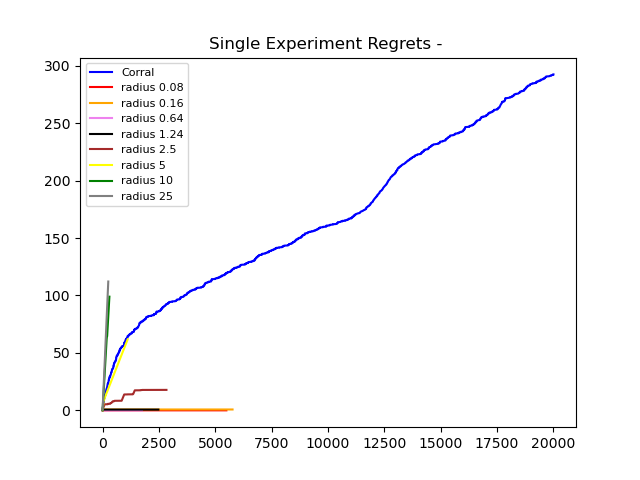 Single Experiment Regrets -
300
250
200
150
100
50
0
Corral
radius 0.08
radius 0.16
radius 0.64
radius 1.24
radius 2.5
radius 5
radius 10
radius 25
0 2500 5000 7500 10000 12500 15000 17500 20000